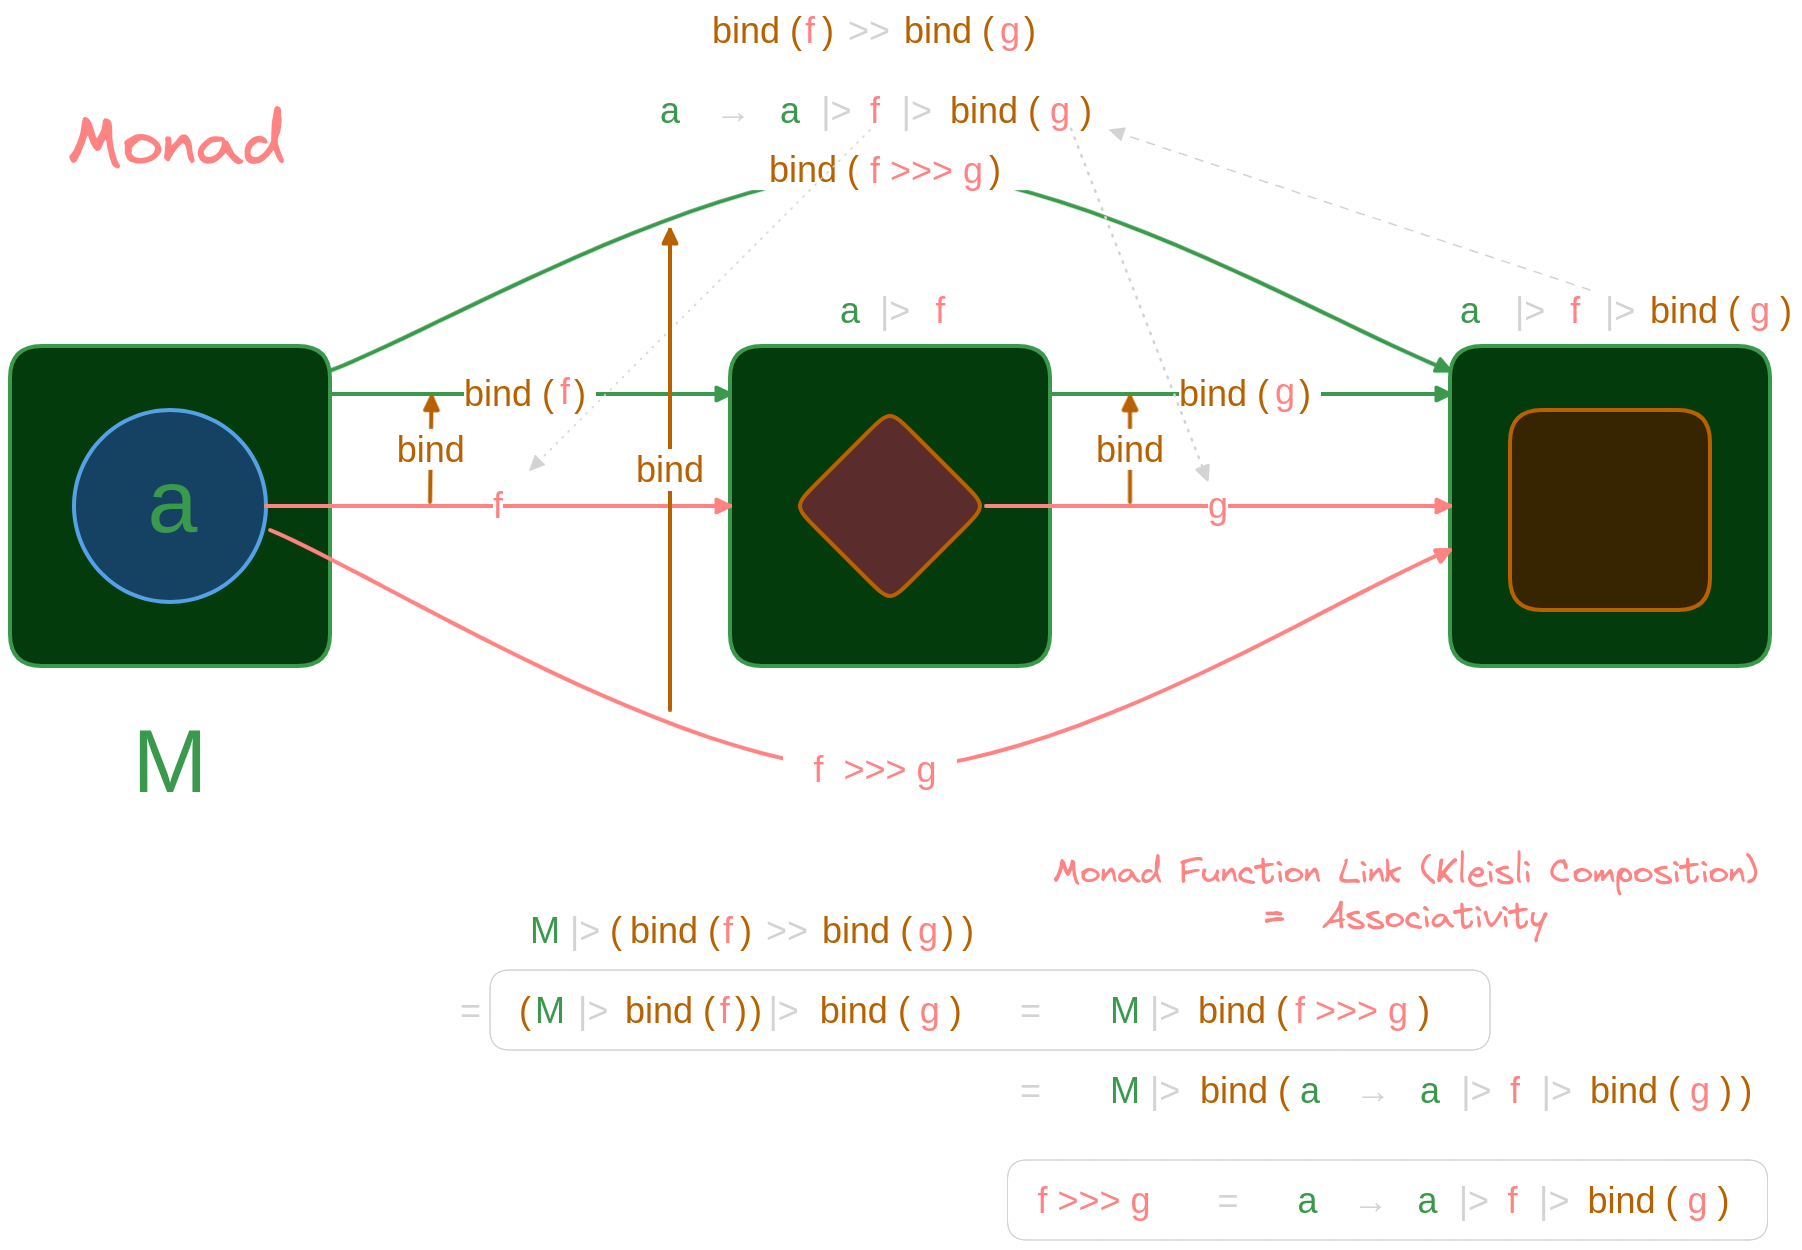 bind (f) >> bind (g)
a → a |> f |> bind (g)
Monad
bind (f >>> g)
a |> f
a |> f |> bind (g)
bind (f)
bind (g)
bind
bind
bind
a
f
g
M
f >>> g
Monad Function Link (Kleisli Composition)
= Associativity
M |> (bind (f) >> bind (g))
= (M |> bind (f)) |> bind (g) = M |> bind (f >>> g)
= M |> bind (a → a |> f |> bind (g))
f >>> g = a → a |> f |> bind (g)